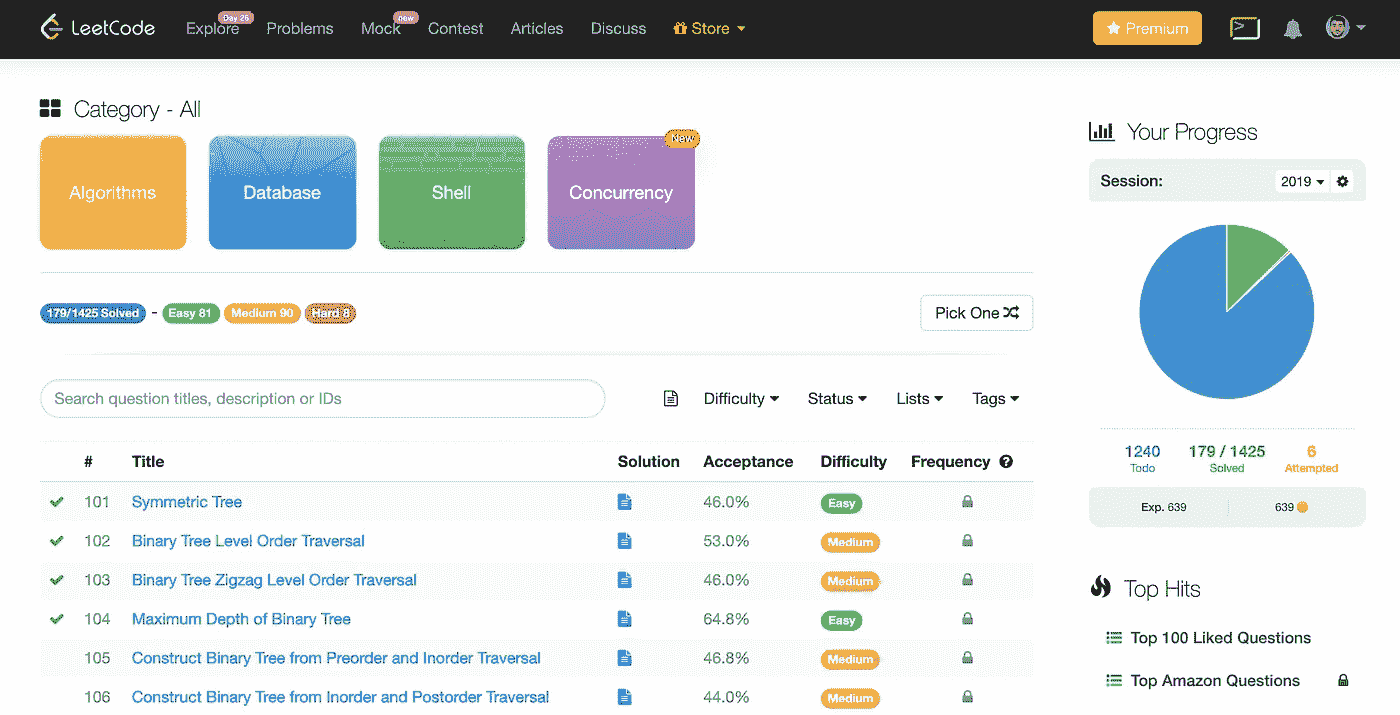 LeetCode Explore Day 25 Problems Mock new Contest Articles Discuss Store Premium
Category - All
Algorithms Database Shell Concurrency New
179/1425 Solved - Easy 81 Medium 90 Hard 8 Pick One
Search question titles, description or IDs Difficulty Status Lists Tags
# Title Solution Acceptance Difficulty Frequency
101 Symmetric Tree 46.0% Easy
102 Binary Tree Level Order Traversal 53.0% Medium
103 Binary Tree Zigzag Level Order Traversal 46.0% Medium
104 Maximum Depth of Binary Tree 64.8% Easy
105 Construct Binary Tree from Preorder and Inorder Traversal 46.8% Medium
106 Construct Binary Tree from Inorder and Postorder Traversal 44.0% Medium
Your Progress
Session: 2019
1240 179 / 1425 6
Todo Solved Attempted
Exp. 639 639
Top Hits
Top 100 Liked Questions
Top Amazon Questions